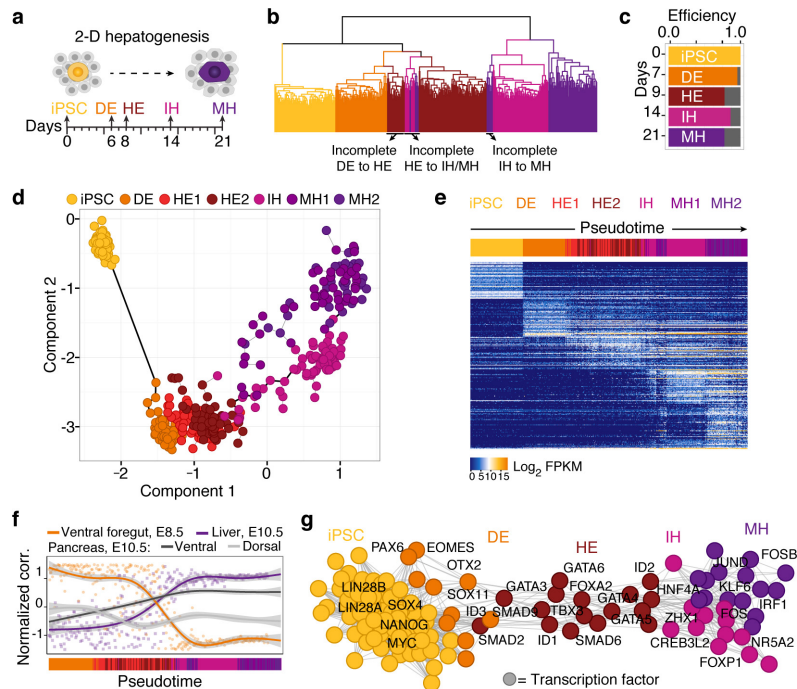 a
2-D hepatogenesis
iPSC DE HE IH MH
Days
0 6 8 14 21
b
Incomplete DE to HE
Incomplete HE to IH/MH
Incomplete IH to MH
c
Efficiency
0.0 1.0
Days
0 iPSC
7 DE
9 HE
14 IH
21 MH
d
iPSC DE HE1 HE2 IH MH1 MH2
Component 2
0
-1
-2
-3
-2 -1 0 1
Component 1
e
iPSC DE HE1 HE2 IH MH1 MH2
Pseudotime
0 5 10 15 Log2 FPKM
f
Ventral foregut, E8.5 Liver, E10.5
Pancreas, E10.5: Ventral Dorsal
Normalized corr.
1
0
-1
Pseudotime
g
iPSC
DE
HE
IH
MH
PAX6
EOMES
OTX2
SOX11
LIN28B
LIN28A
SOX4
NANOG
MYC
ID3
SMAD9
SMAD2
GATA3
GATA6
FOXA2
TBX3
GATA4
GATA5
ID1
SMAD6
ID2
HNF4A
ZHX1
CREB3L2
FOXP1
JUND
KLF6
FOS
FOSB
IRF1
NR5A2
= Transcription factor